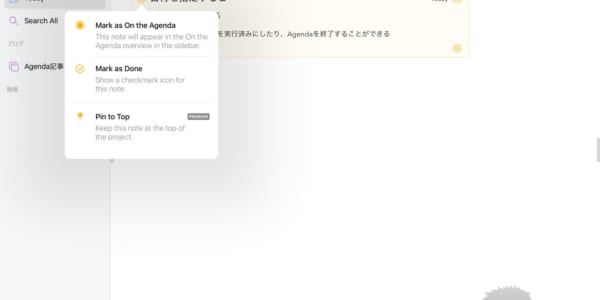 Search All
ブログ
Agenda記事
Mark as On the Agenda
This note will appear in the On the
Agenda overview in the sidebar.
Mark as Done
Show a checkmark icon for
this note.
Pin to Top
PREMIUM
Keep this note at the top of
the project.
を実行済みにしたり、Agendaを終了することができる